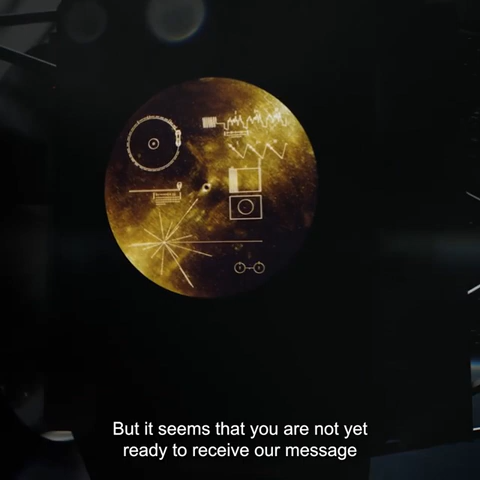 But it seems that you are not yet
ready to receive our message